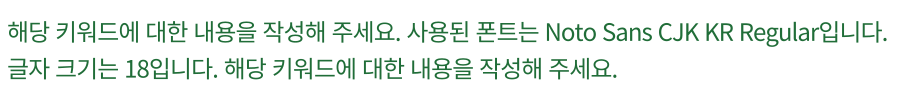 해당 키워드에 대한 내용을 작성해 주세요. 사용된 폰트는 Noto Sans CJK KR Regular입니다.
글자 크기는 18입니다. 해당 키워드에 대한 내용을 작성해 주세요.